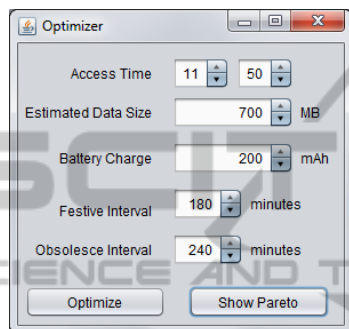 Optimizer
Access Time 11 50
Estimated Data Size 700 MB
Battery Charge 200 mAh
Festive Interval 180 minutes
Obsolesce Interval 240 minutes
Optimize Show Pareto